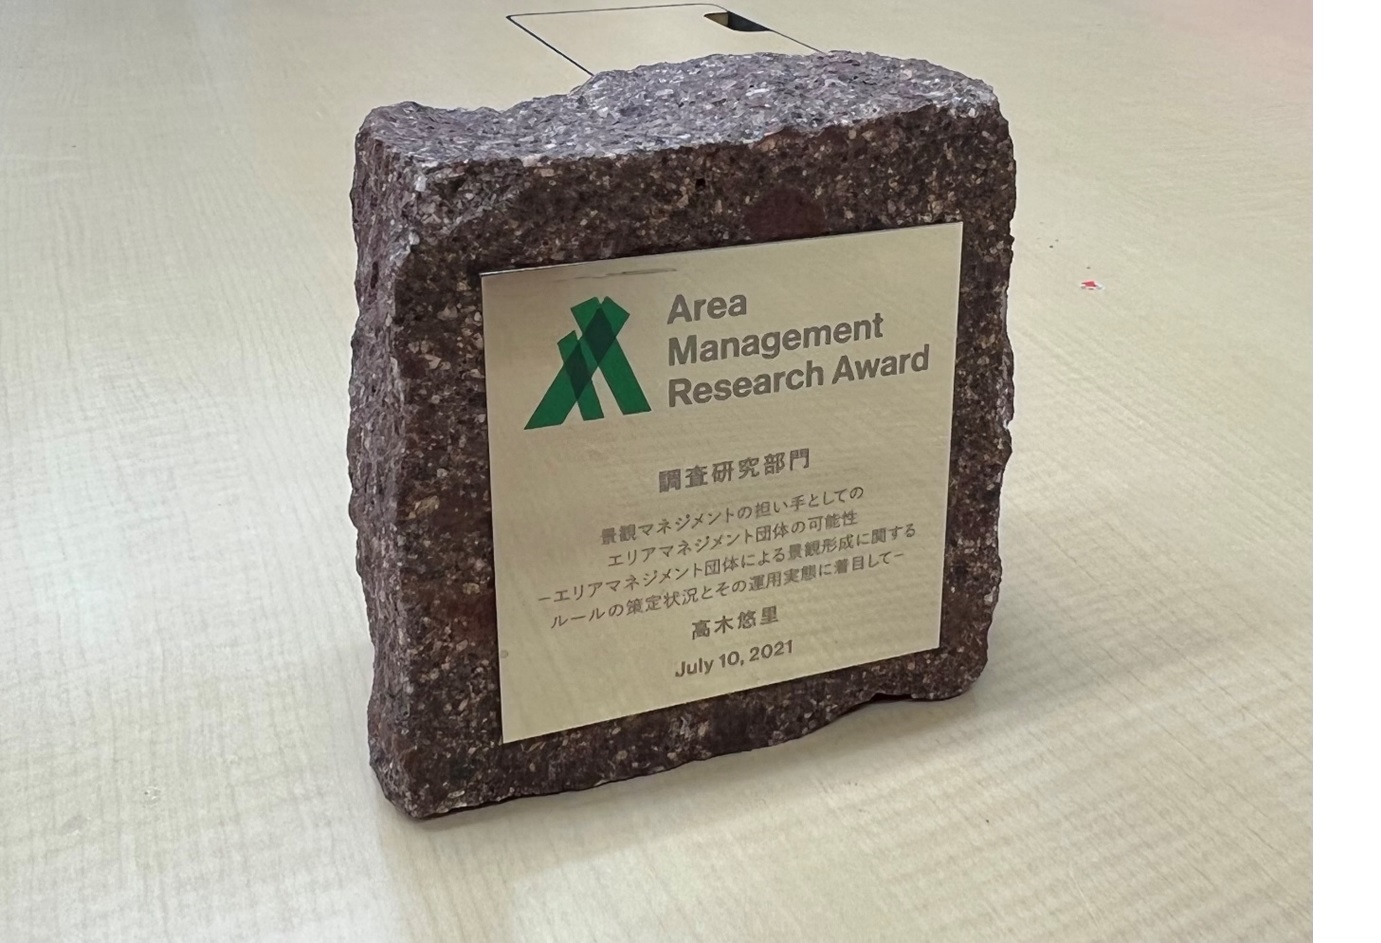 Area
Management
Research Award
調査研究部門
景観マネジメントの担い手としての
エリアマネジメント団体の可能性
−エリアマネジメント団体による景観形成に関する
ルールの策定状況とその運用実態に着目して−
高木悠里
July 10, 2021